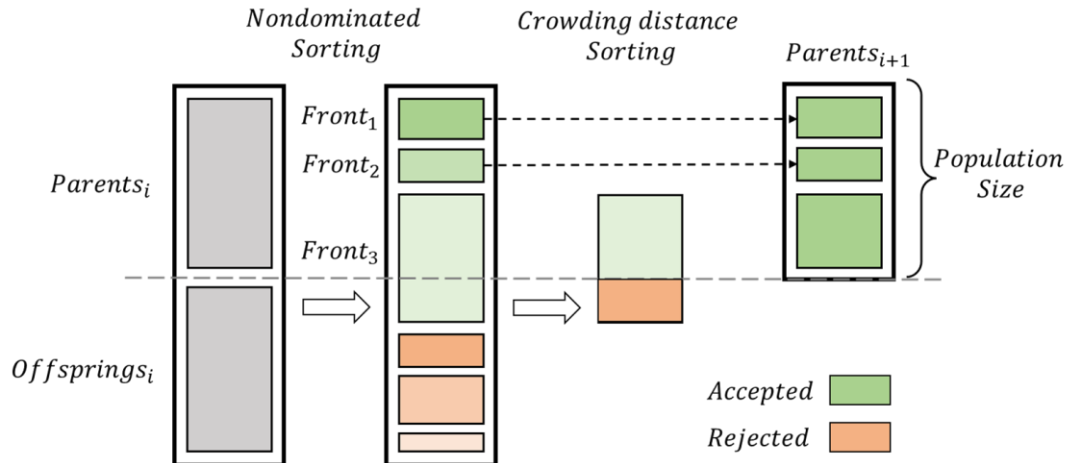 Nondominated
Sorting
Crowding distance
Sorting
Parents_{i+1}
Front_1
Front_2
Parents_i
Population
Size
Front_3
Offsprings_i
Accepted
Rejected